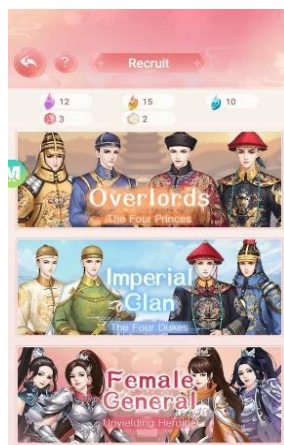 ?
Recruit
12
15
10
3
2
Overlords
The Four Princes
Imperial
Clan
The Four Dukes
Female
General
Unyielding Heroine